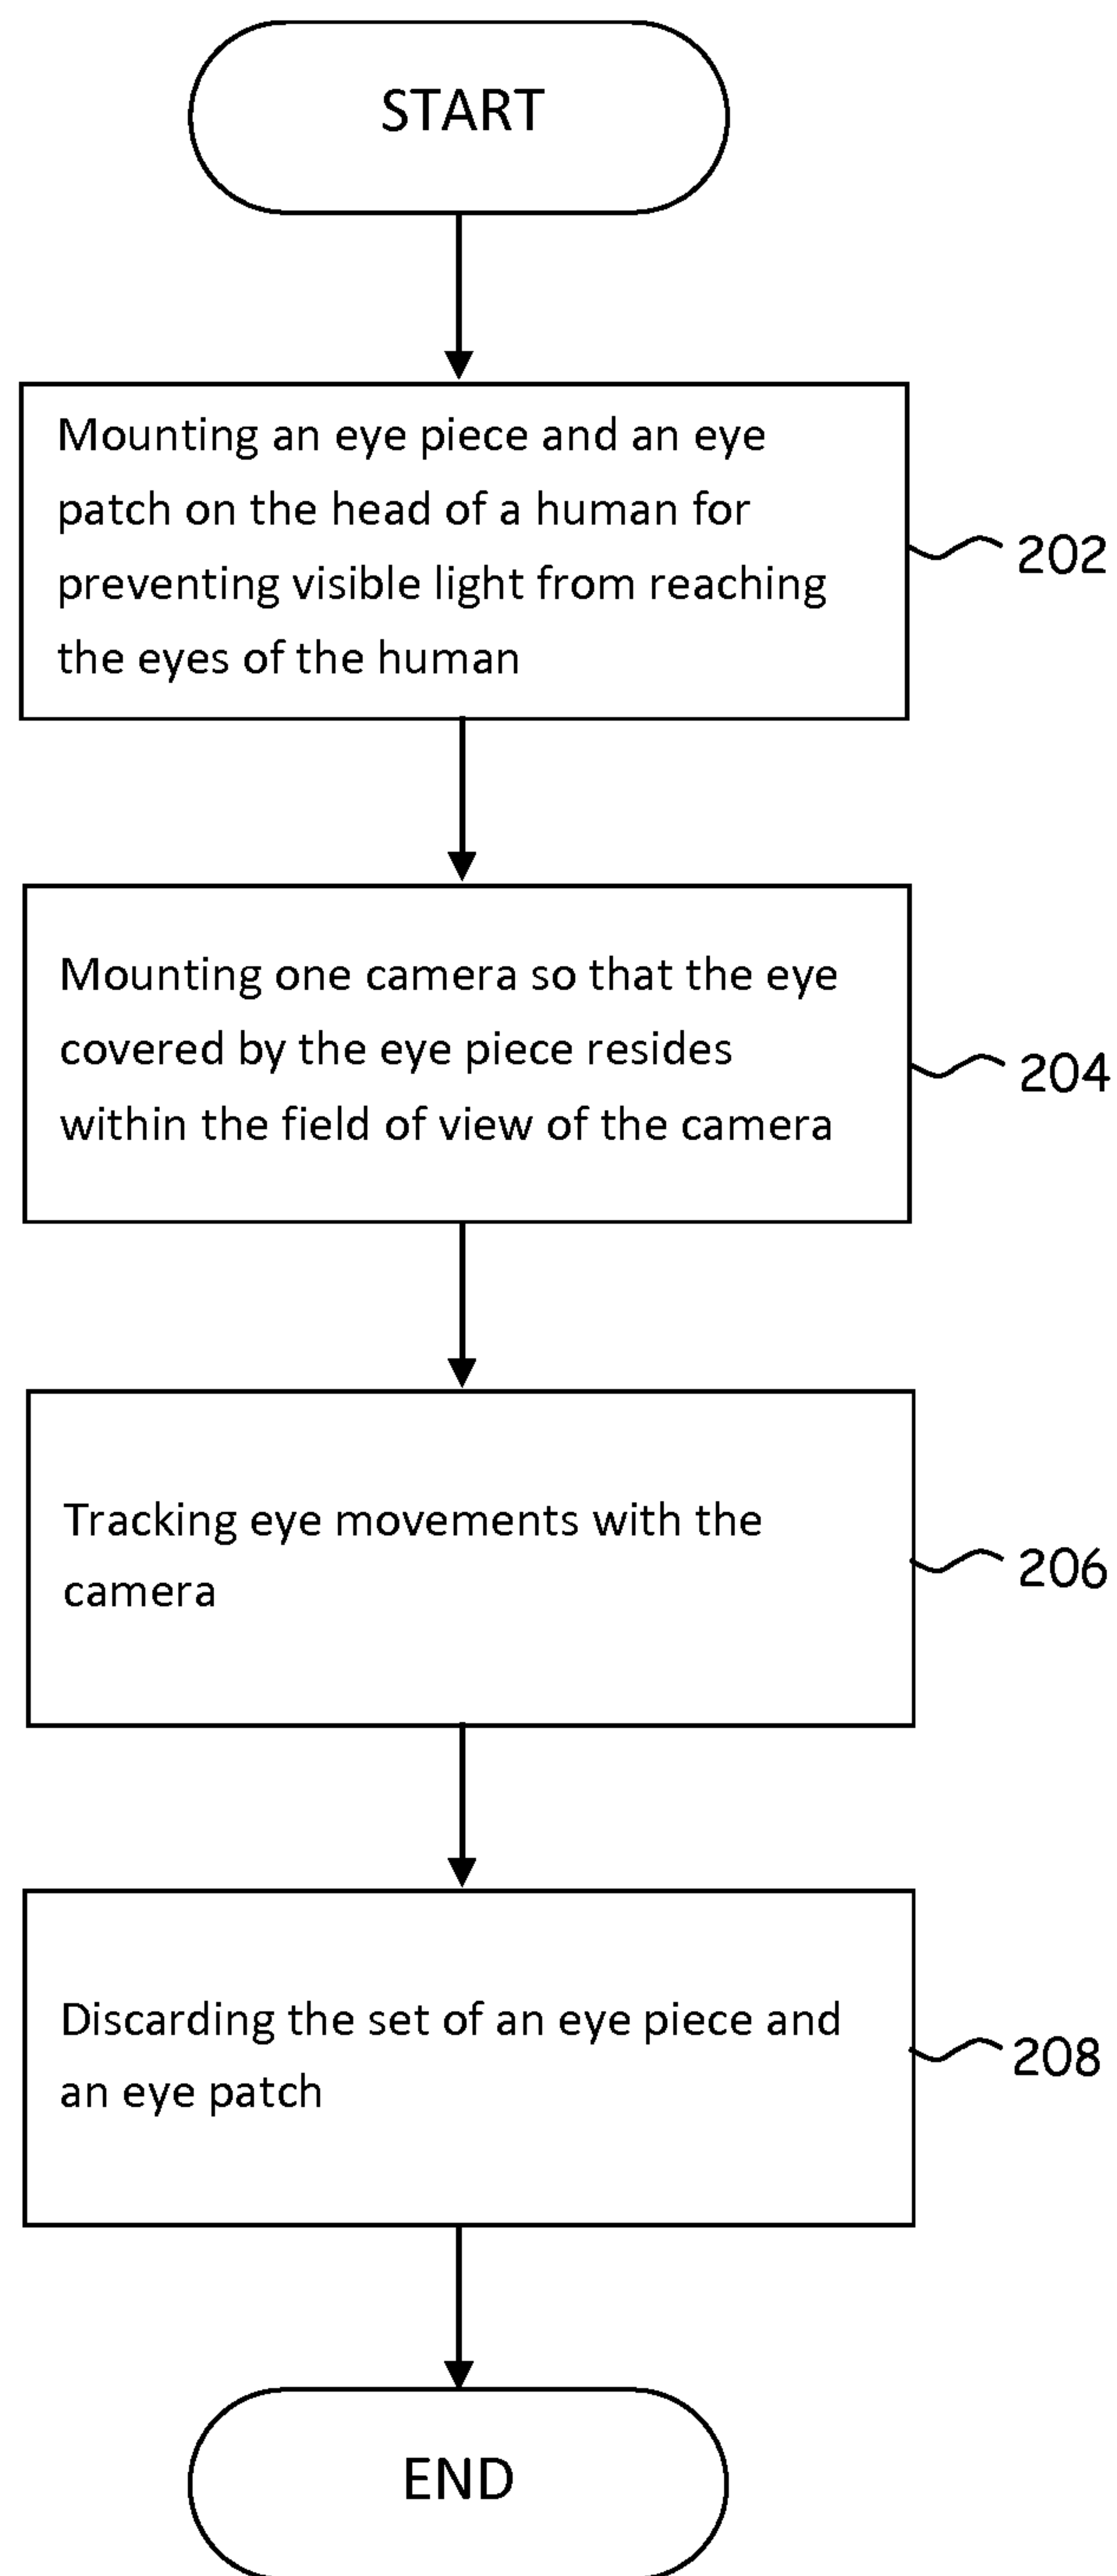 START
Mounting an eye piece and an eye
patch on the head of a human for
preventing visible light from reaching
the eyes of the human
202
Mounting one camera so that the eye
covered by the eye piece resides
within the field of view of the camera
204
Tracking eye movements with the
camera
206
Discarding the set of an eye piece and
an eye patch
208
END